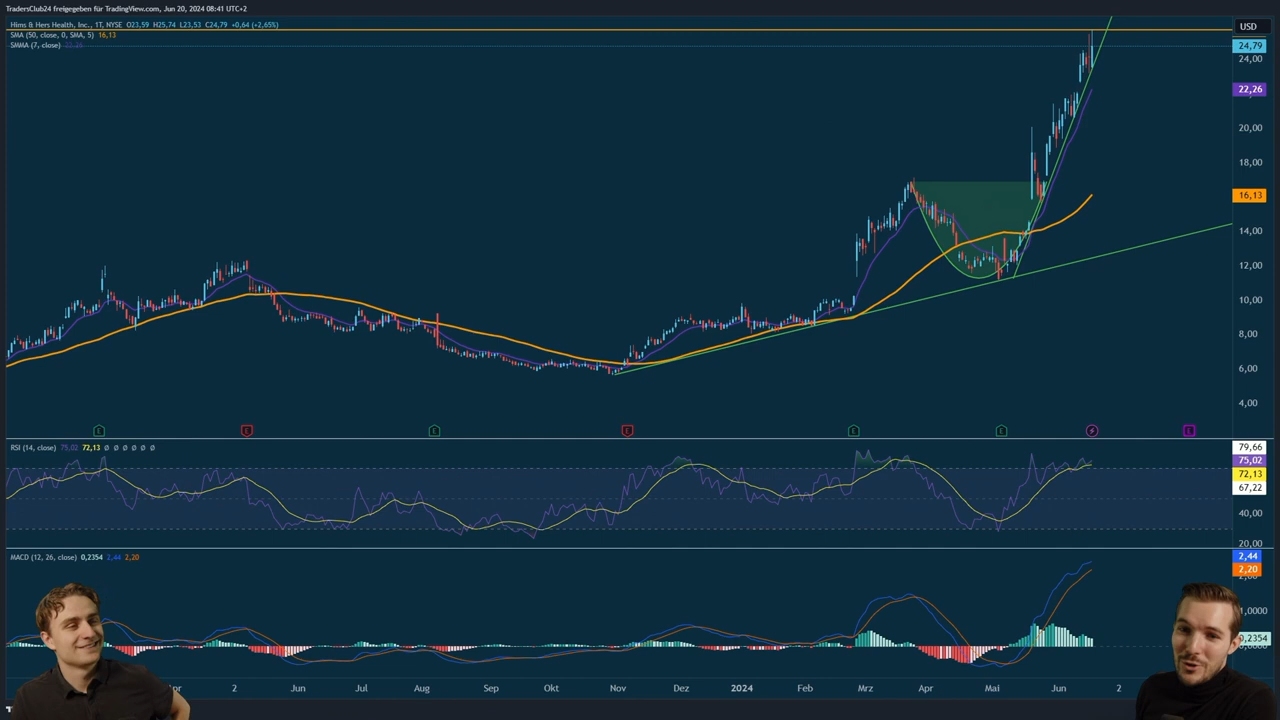 TradersClub24 freigegeben für TradingView.com, Jun 20, 2024 08:41 UTC+2
Hims & Hers Health, Inc., 1T, NYSE O23,59 H25,74 L23,53 C24,79 +0,64 (+2,65%)
SMA (50, close, 0, SMA, 5) 16,13
SMMA (7, close) 22,26
USD
24,79
24,00
22,26
20,00
18,00
16,13
14,00
12,00
10,00
8,00
6,00
4,00
E E E E E E E
RSI (14, close) 75,02 72,13 Ø Ø Ø Ø Ø Ø
79,66
75,02
72,13
67,22
40,00
20,00
MACD (12, 26, close) 0,2354 2,44 2,20
2,44
2,20
1,0000
0,2354
2 Jun Jul Aug Sep Okt Nov Dez 2024 Feb Mrz Apr Mai Jun 2